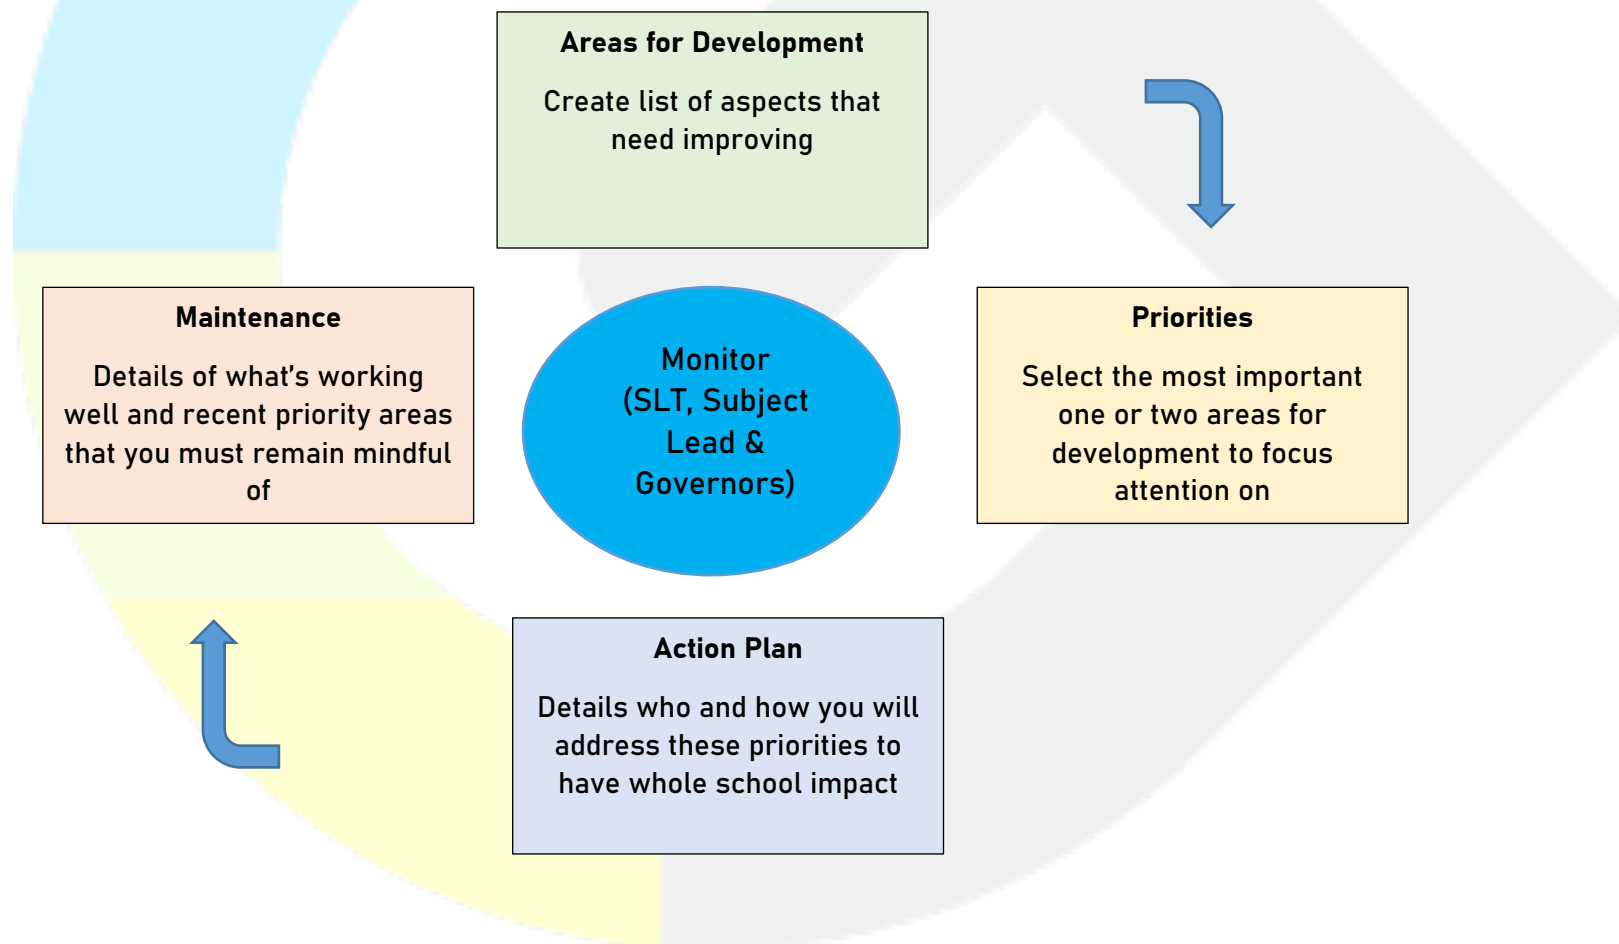 Areas for Development
Create list of aspects that
need improving
Maintenance
Details of what's working
well and recent priority areas
that you must remain mindful
of
Monitor
(SLT, Subject
Lead &
Governors)
Priorities
Select the most important
one or two areas for
development to focus
attention on
Action Plan
Details who and how you will
address these priorities to
have whole school impact